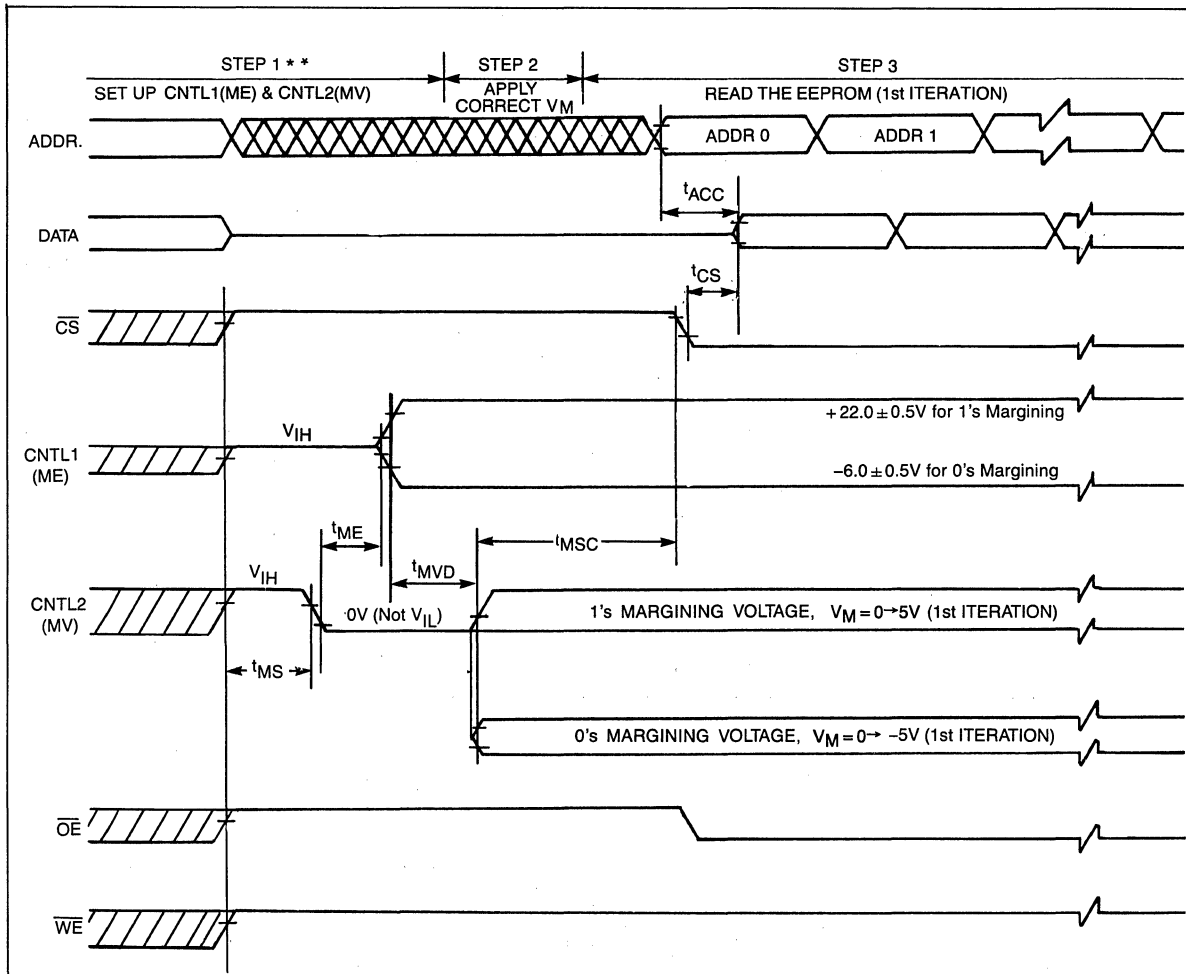 STEP 1 * * STEP 2 STEP 3
SET UP CNTL1(ME) & CNTL2(MV) APPLY CORRECT VM READ THE EEPROM (1st ITERATION)
ADDR. ADDR 0 ADDR 1
tACC
DATA
tCS
CS
+22.0±0.5V for 1's Margining
VIH
CNTL1
(ME)
–6.0±0.5V for 0's Margining
tME
tMSC
tMVD
VIH
CNTL2
(MV)
0V (Not VIL)
1's MARGINING VOLTAGE, VM=0→5V (1st ITERATION)
tMS
0's MARGINING VOLTAGE, VM=0→ –5V (1st ITERATION)
OE
WE